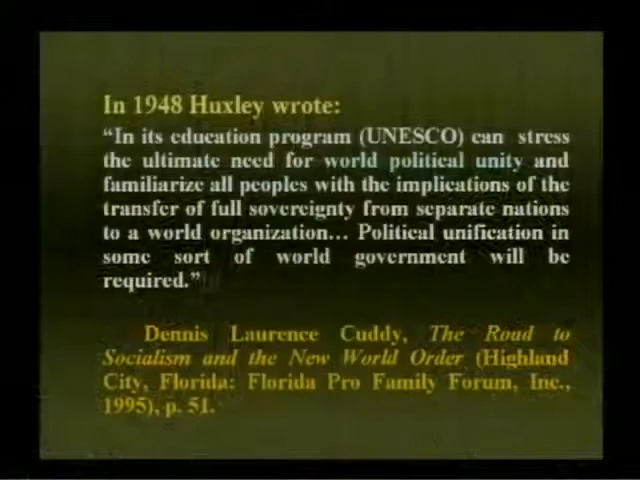 In 1948 Huxley wrote:
“In its education program (UNESCO) can stress
the ultimate need for world political unity and
familiarize all peoples with the implications of the
transfer of full sovereignty from separate nations
to a world organization... Political unification in
some sort of world government will be
required.”
Dennis Laurence Cuddy, The Road to
Socialism and the New World Order (Highland
City, Florida: Florida Pro Family Forum, Inc.,
1995), p. 51.